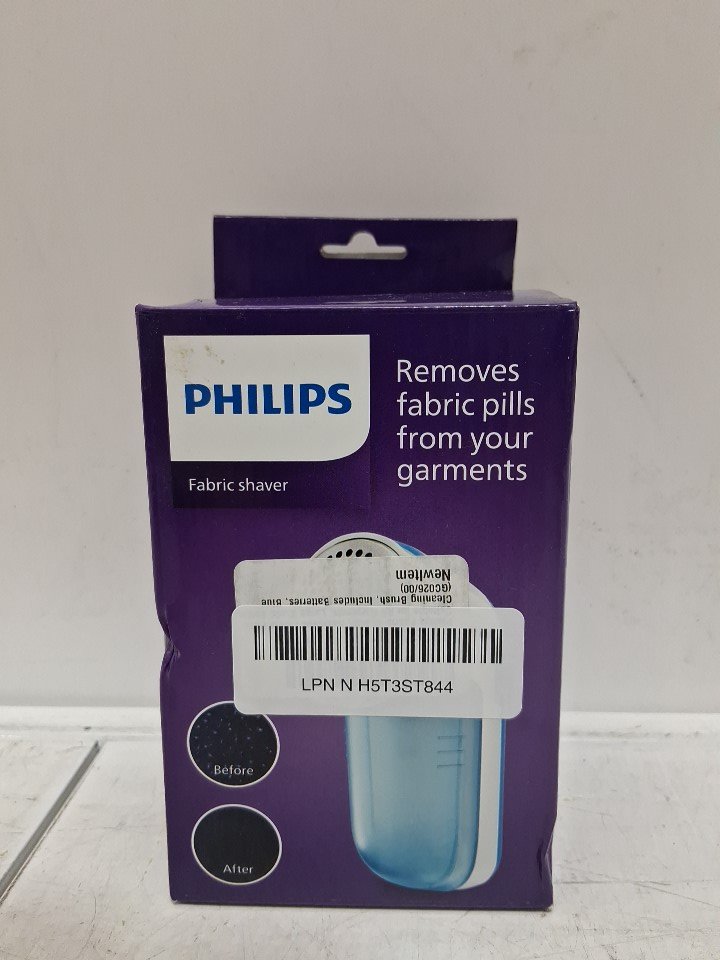 PHILIPS
Fabric shaver
Removes
fabric pills
from your
garments
Cleaning Brush, Includes Batteries, Blue
(GC026/00)
NewItem
LPN N H5T3ST844
Before
After